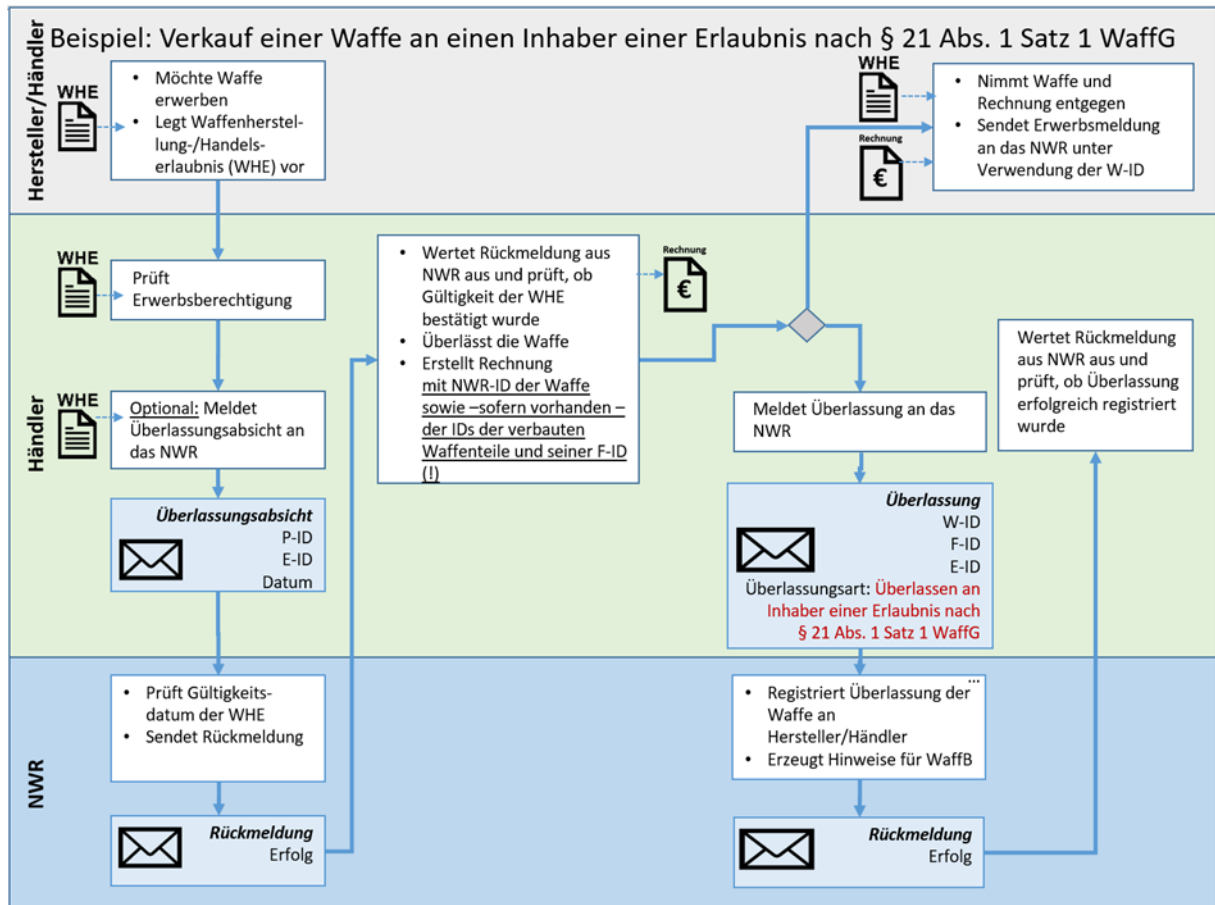 Beispiel: Verkauf einer Waffe an einen Inhaber einer Erlaubnis nach § 21 Abs. 1 Satz 1 WaffG
Hersteller/Händler
WHE
• Möchte Waffe
erwerben
• Legt Waffenherstel-
lung-/Handels-
erlaubnis (WHE) vor
WHE
Rechnung
€
• Nimmt Waffe und
Rechnung entgegen
• Sendet Erwerbsmeldung
an das NWR unter
Verwendung der W-ID
Händler
WHE
Prüft
Erwerbsberechtigung
WHE
Optional: Meldet
Überlassungsabsicht an
das NWR
Überlassungsabsicht
P-ID
E-ID
Datum
• Wertet Rückmeldung aus
NWR aus und prüft, ob
Gültigkeit der WHE
bestätigt wurde
• Überlässt die Waffe
• Erstellt Rechnung
mit NWR-ID der Waffe
sowie –sofern vorhanden –
der IDs der verbauten
Waffenteile und seiner F-ID
(!)
Rechnung
€
Meldet Überlassung an das
NWR
Überlassung
W-ID
F-ID
E-ID
Überlassungsart: Überlassen an
Inhaber einer Erlaubnis nach
§ 21 Abs. 1 Satz 1 WaffG
Wertet Rückmeldung
aus NWR aus und
prüft, ob Überlassung
erfolgreich registriert
wurde
NWR
• Prüft Gültigkeits-
datum der WHE
• Sendet Rückmeldung
Rückmeldung
Erfolg
...
• Registriert Überlassung der
Waffe an
Hersteller/Händler
• Erzeugt Hinweise für WaffB
Rückmeldung
Erfolg